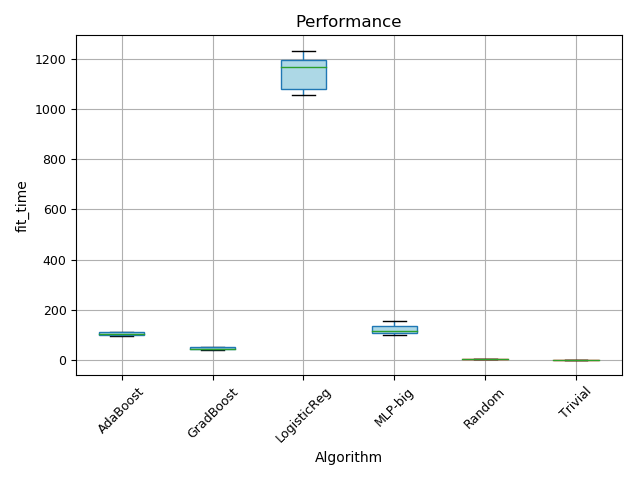 Performance
1200
1000
800
600
400
200
0
fit_time
AdaBoost
GradBoost
LogisticReg
MLP-big
Random
Trivial
Algorithm